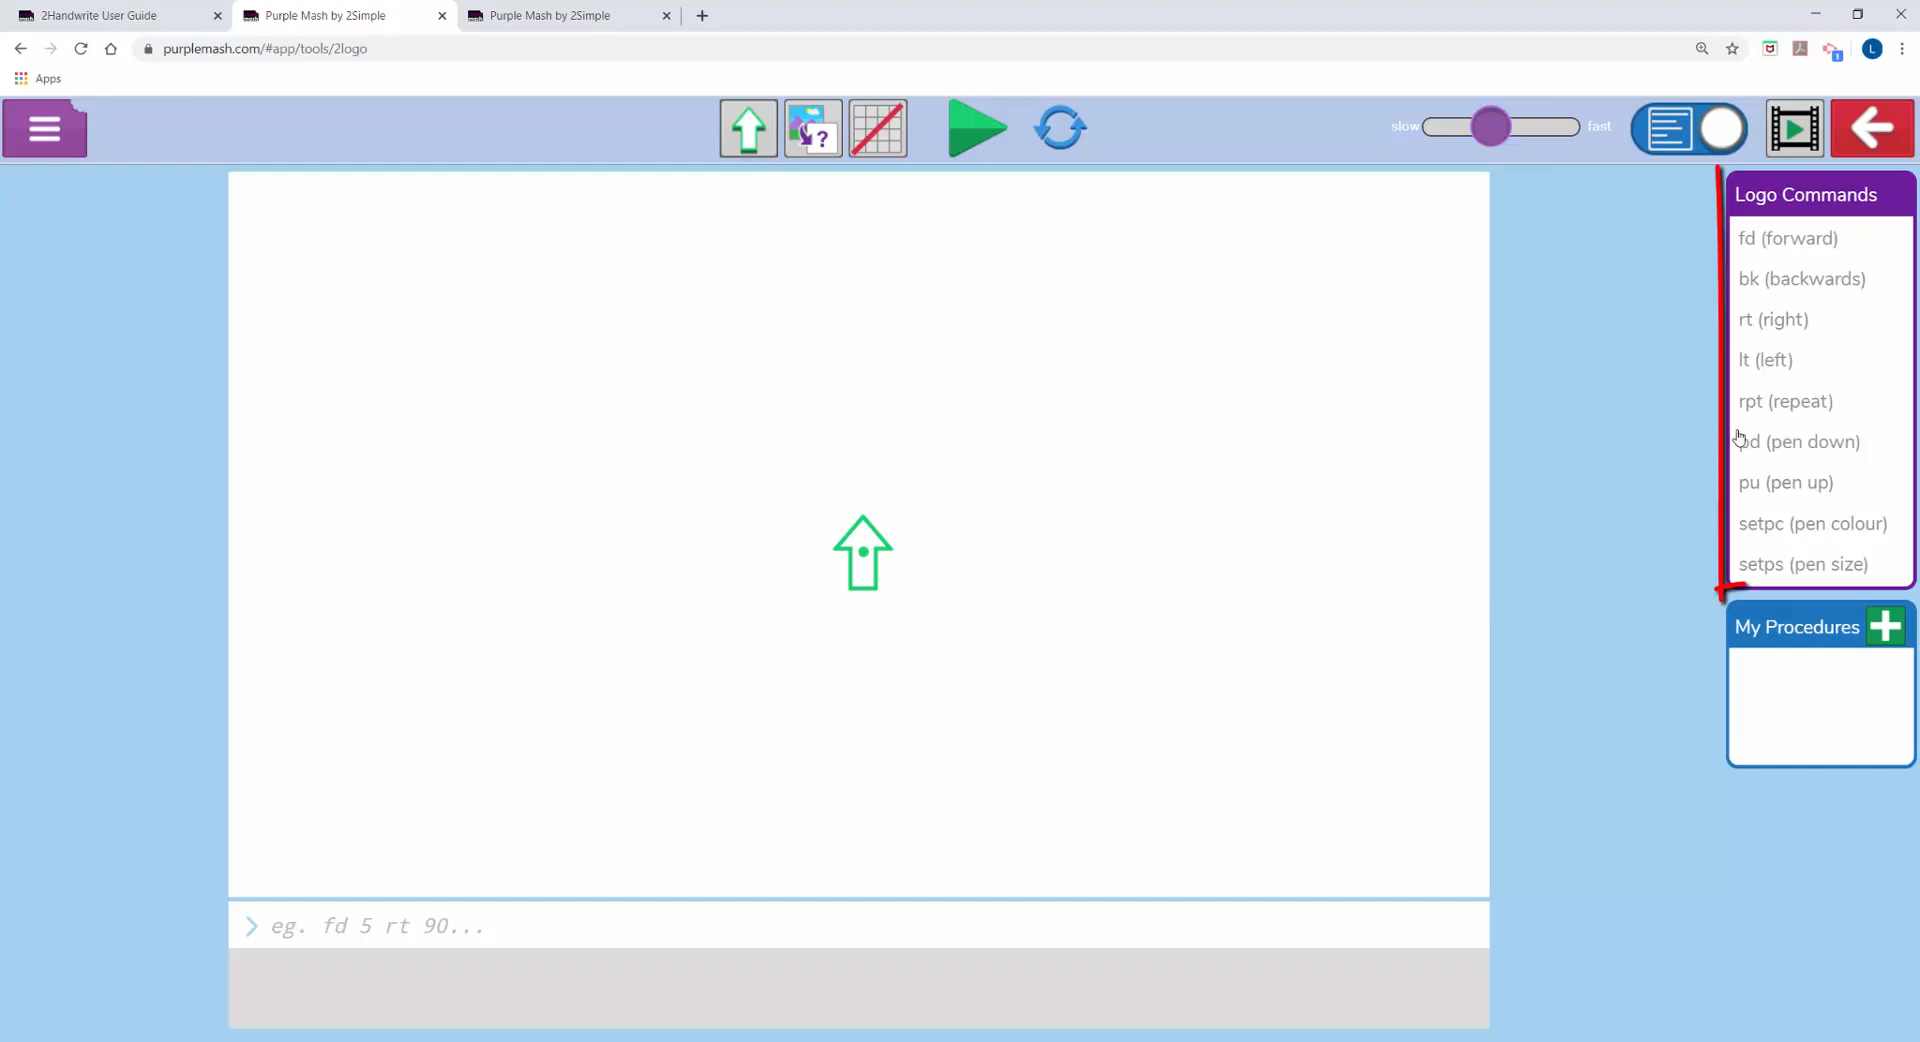 2Handwrite User Guide
Purple Mash by 2Simple
Purple Mash by 2Simple
purplemash.com/#app/tools/2logo
L
1
Apps
?
slow
fast
Logo Commands
fd (forward)
bk (backwards)
rt (right)
lt (left)
rpt (repeat)
pd (pen down)
pu (pen up)
setpc (pen colour)
setps (pen size)
My Procedures
eg. fd 5 rt 90...